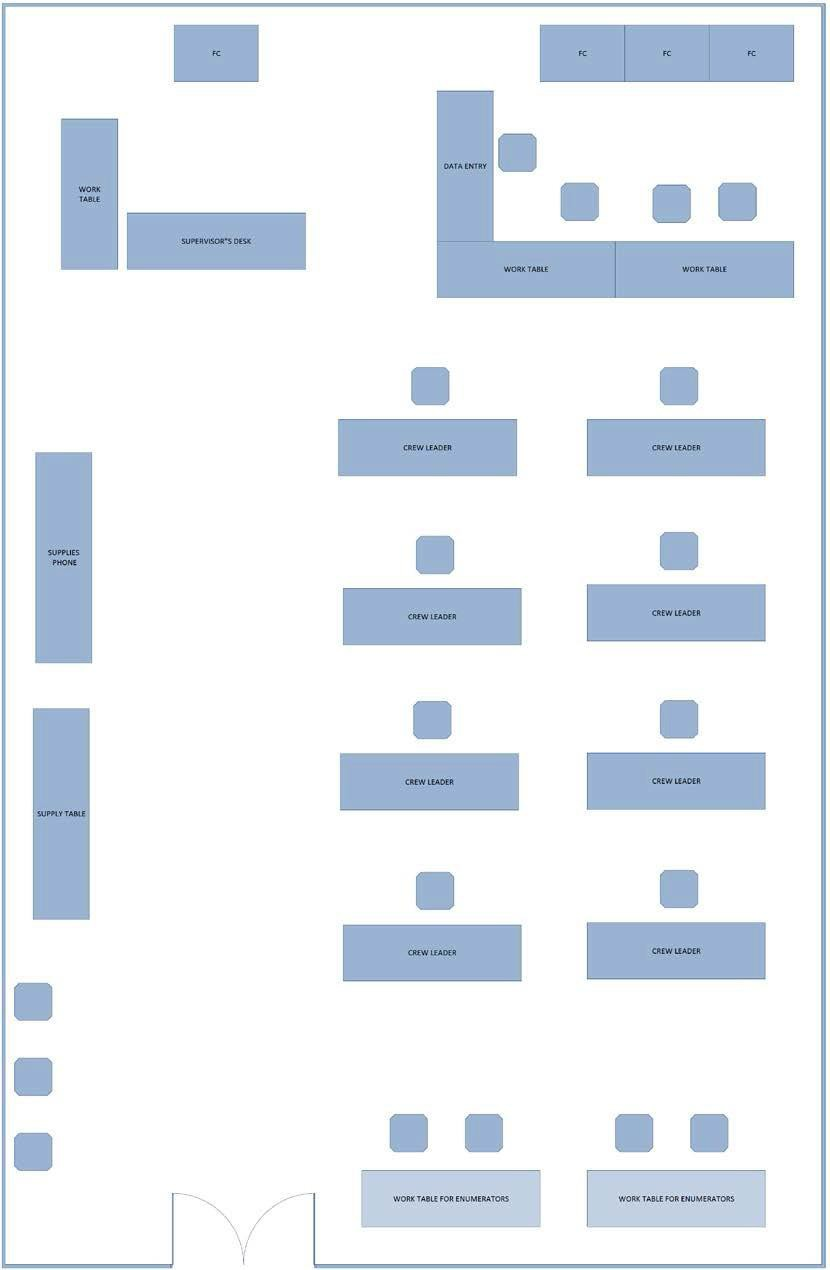 FC
FC
FC
FC
WORK
TABLE
DATA ENTRY
SUPERVISOR"S DESK
WORK TABLE
WORK TABLE
CREW LEADER
CREW LEADER
SUPPLIES
PHONE
CREW LEADER
CREW LEADER
CREW LEADER
CREW LEADER
SUPPLY TABLE
CREW LEADER
CREW LEADER
WORK TABLE FOR ENUMERATORS
WORK TABLE FOR ENUMERATORS